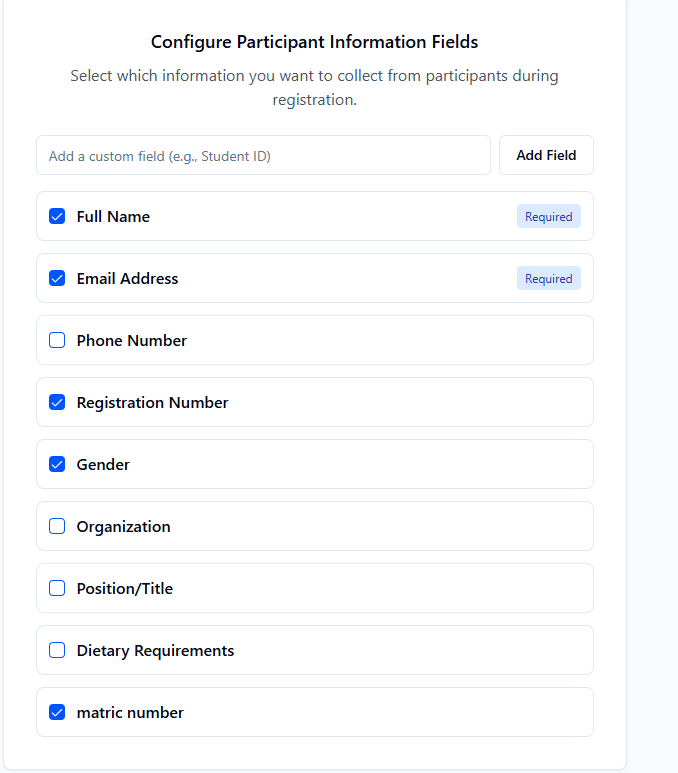 Configure Participant Information Fields
Select which information you want to collect from participants during
registration.
Add a custom field (e.g., Student ID)
Add Field
Full Name
Required
Email Address
Required
Phone Number
Registration Number
Gender
Organization
Position/Title
Dietary Requirements
matric number